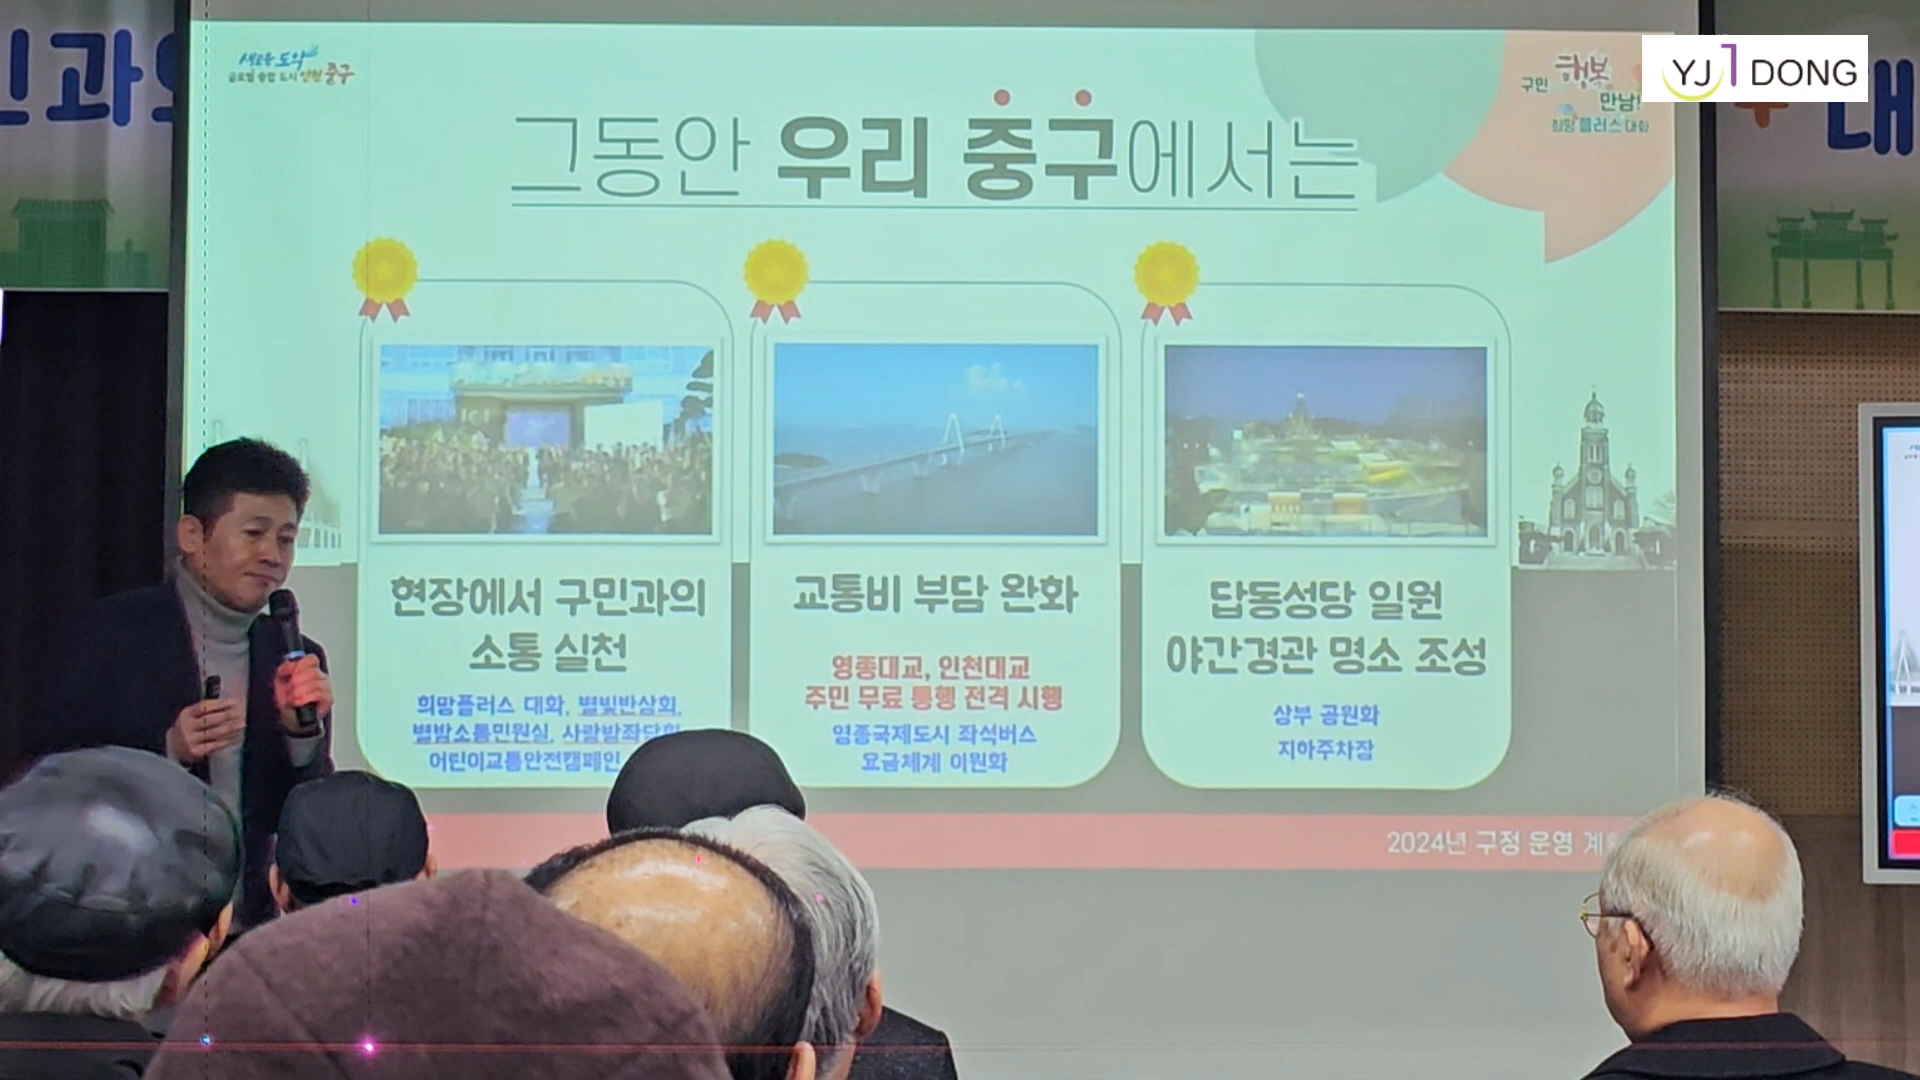 민과의
새로운 도약
글로벌 융합 도시 인천 중구
구민 행복
만남!
희망 플러스 대화
YJ1 DONG
대
그동안 우리 중구에서는
현장에서 구민과의
소통 실천
희망플러스 대화, 별빛반상회,
별밤소통민원실, 사랑방좌담회
어린이교통안전캠페인
교통비 부담 완화
영종대교, 인천대교
주민 무료 통행 전격 시행
영종국제도시 좌석버스
요금체계 이원화
답동성당 일원
야간경관 명소 조성
상부 공원화
지하주차장
2024년 구정 운영